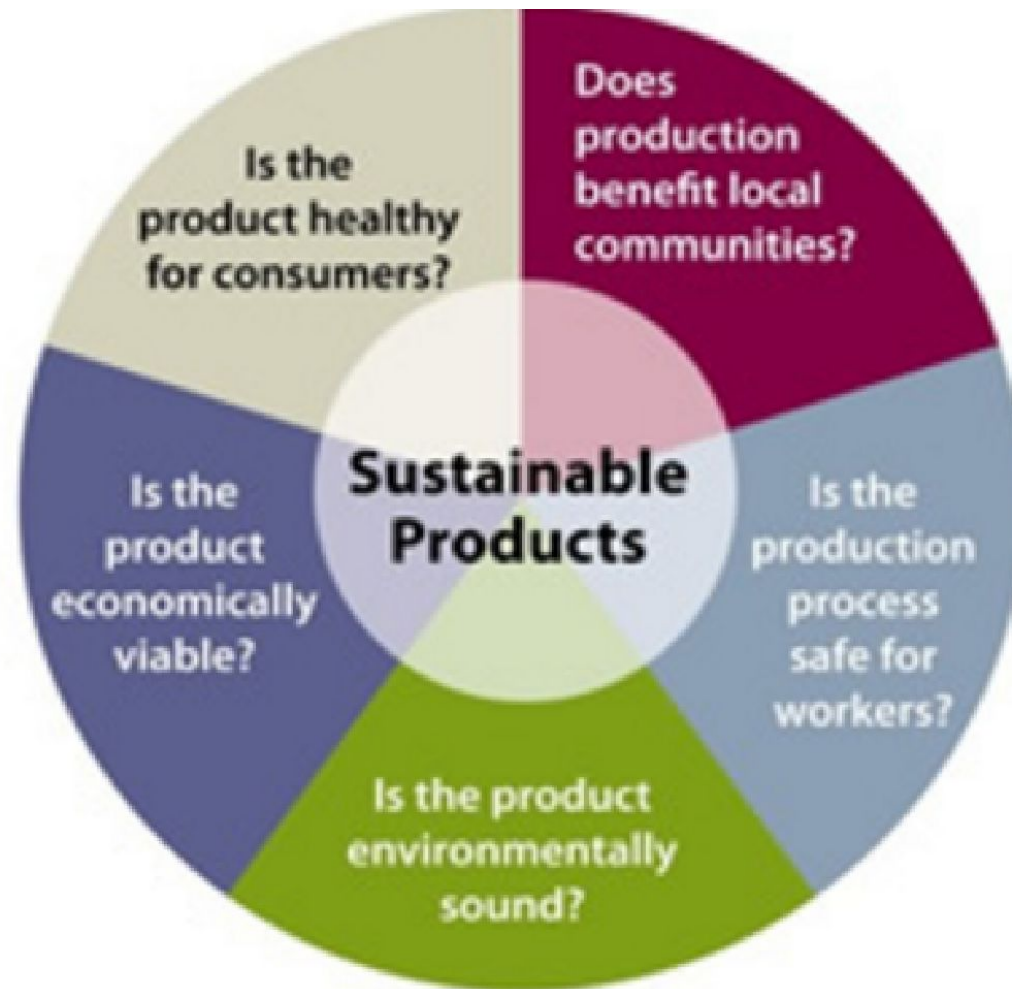 Does
production
benefit local
communities?
Is the
production
process
safe for
workers?
Is the product
environmentally
sound?
Is the
product
economically
viable?
Is the
product healthy
for consumers?
Sustainable
Products